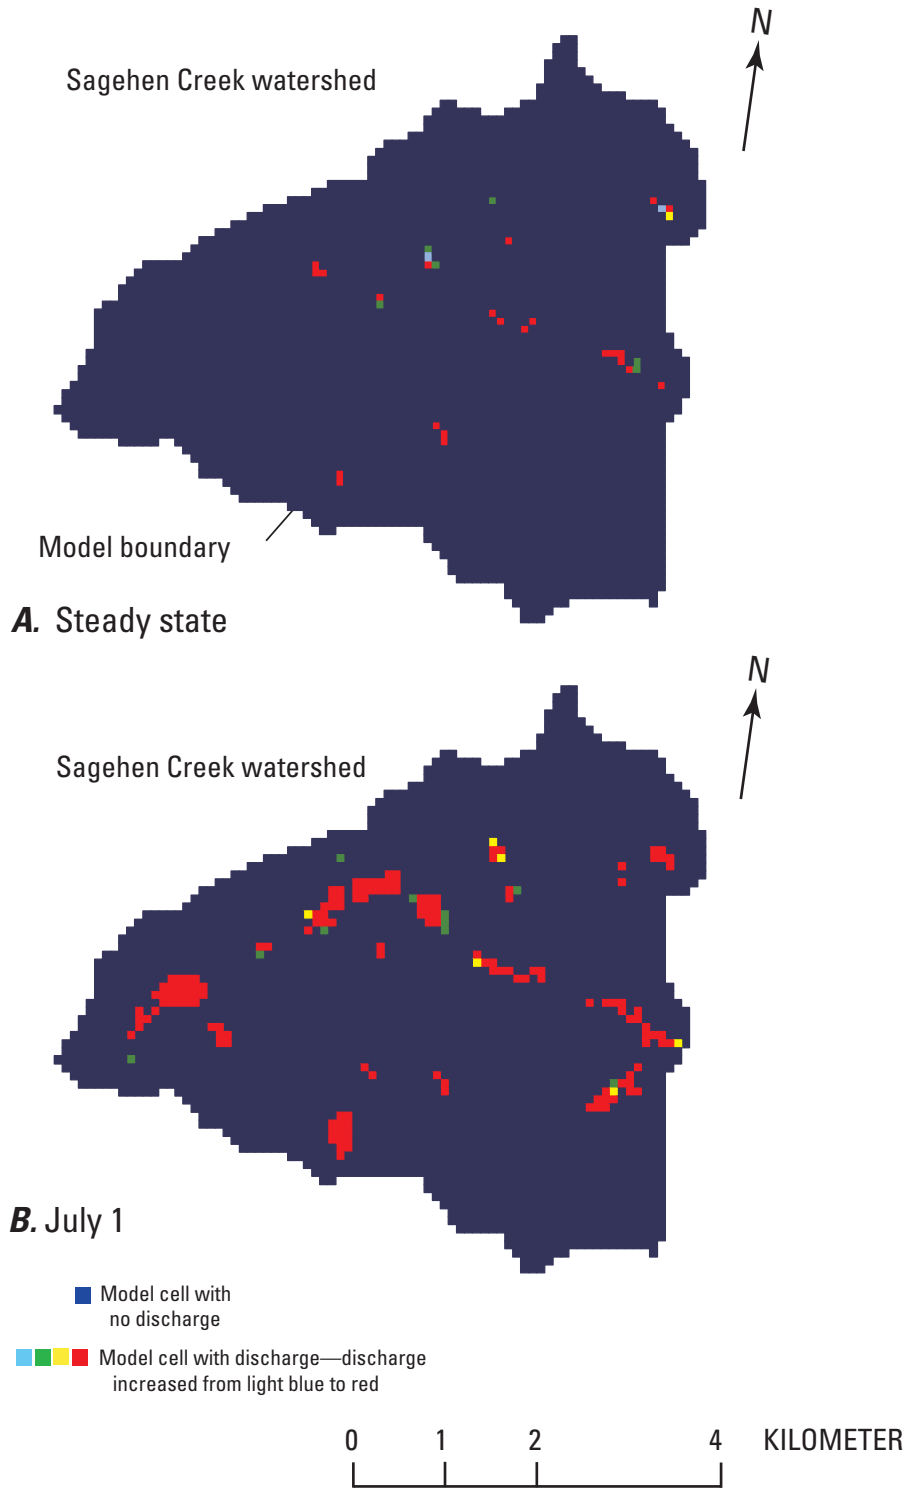 N
Sagehen Creek watershed
Model boundary
A. Steady state
N
Sagehen Creek watershed
B. July 1
Model cell with
no discharge
Model cell with discharge—discharge
increased from light blue to red
0 1 2 4 KILOMETER